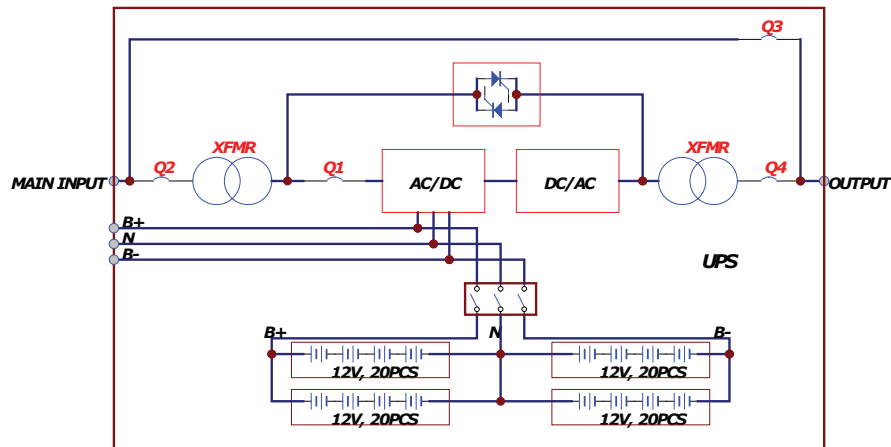 Q3
XFMR
XFMR
Q2
Q1
Q4
MAIN INPUT
AC/DC
DC/AC
OUTPUT
B+
N
B-
UPS
B+
N
B-
12V, 20PCS
12V, 20PCS
12V, 20PCS
12V, 20PCS